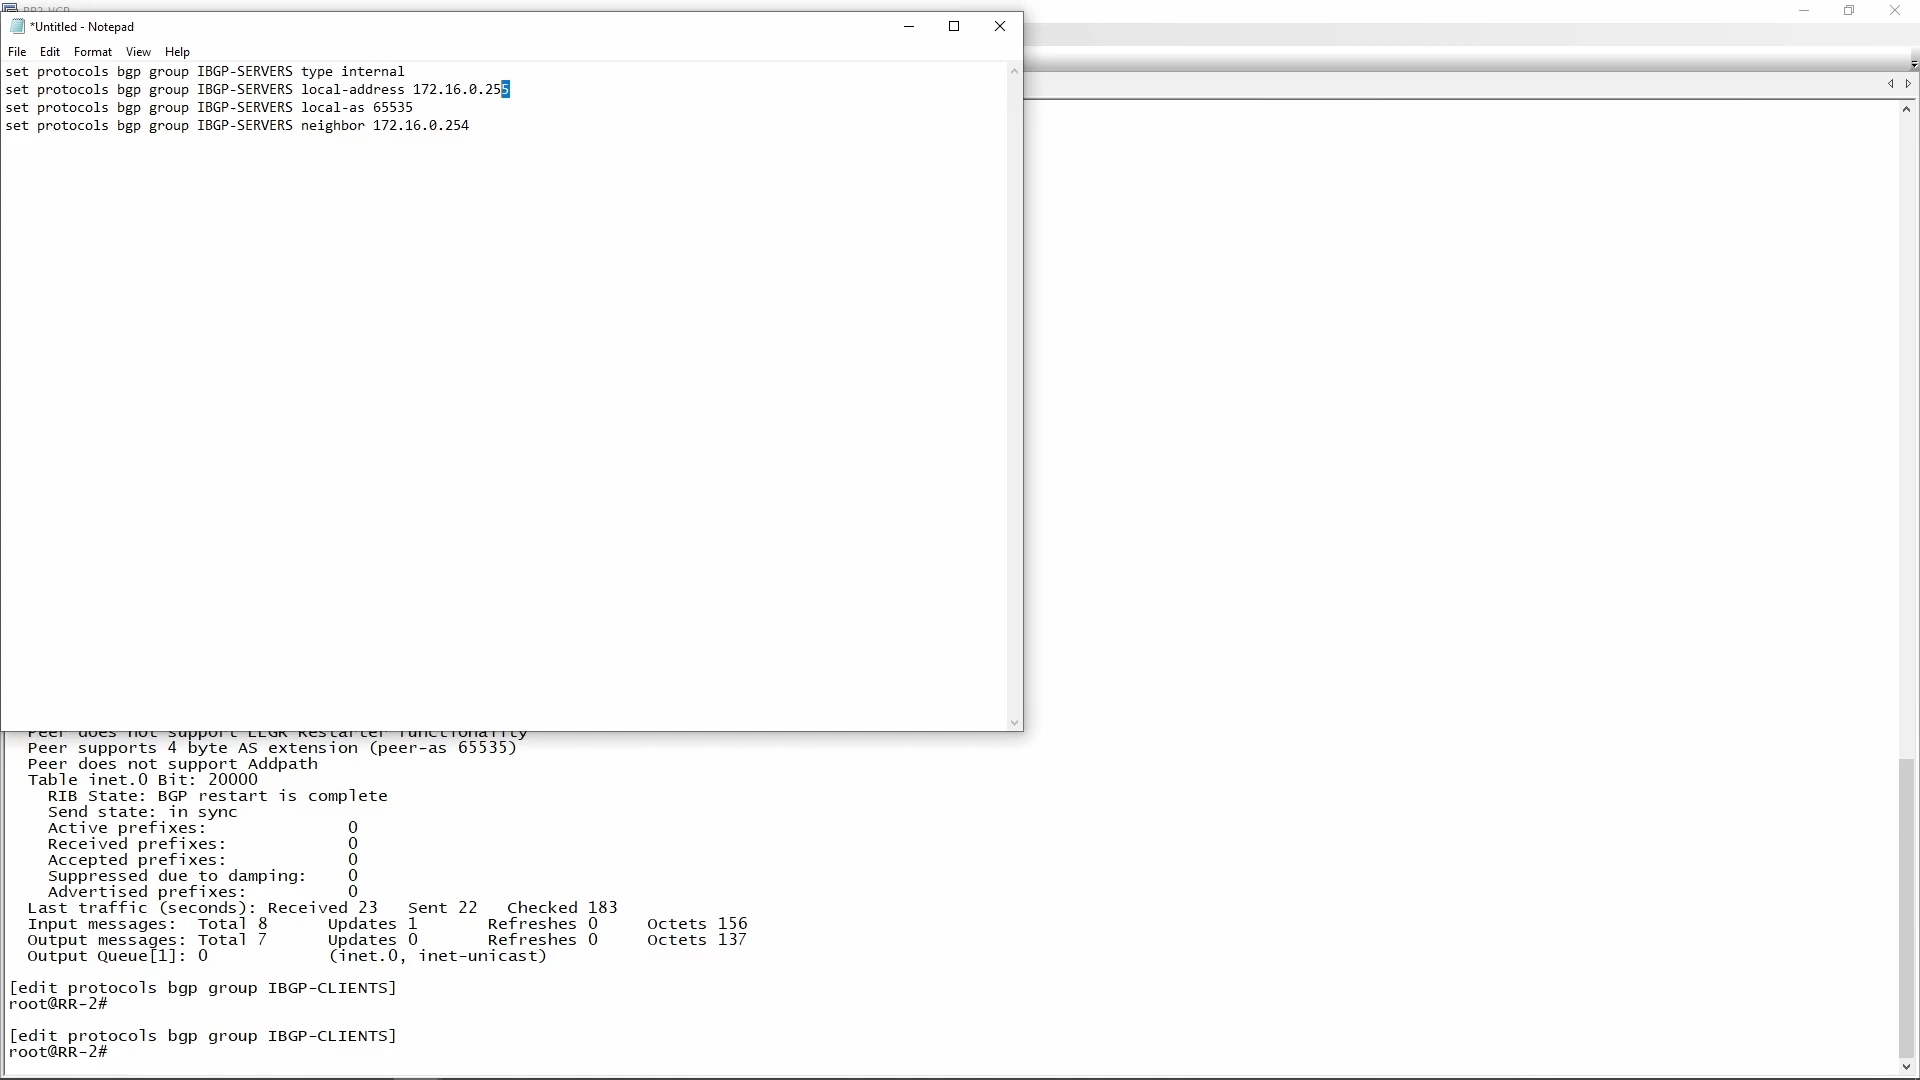 *Untitled - Notepad
File Edit Format View Help
set protocols bgp group IBGP-SERVERS type internal
set protocols bgp group IBGP-SERVERS local-address 172.16.0.255
set protocols bgp group IBGP-SERVERS local-as 65535
set protocols bgp group IBGP-SERVERS neighbor 172.16.0.254
Peer does not support LLGR Restarter functionality
Peer supports 4 byte AS extension (peer-as 65535)
Peer does not support Addpath
Table inet.0 Bit: 20000
RIB State: BGP restart is complete
Send state: in sync
Active prefixes: 0
Received prefixes: 0
Accepted prefixes: 0
Suppressed due to damping: 0
Advertised prefixes: 0
Last traffic (seconds): Received 23 Sent 22 Checked 183
Input messages: Total 8 Updates 1 Refreshes 0 Octets 156
Output messages: Total 7 Updates 0 Refreshes 0 Octets 137
Output Queue[1]: 0 (inet.0, inet-unicast)
[edit protocols bgp group IBGP-CLIENTS]
root@RR-2#
[edit protocols bgp group IBGP-CLIENTS]
root@RR-2#